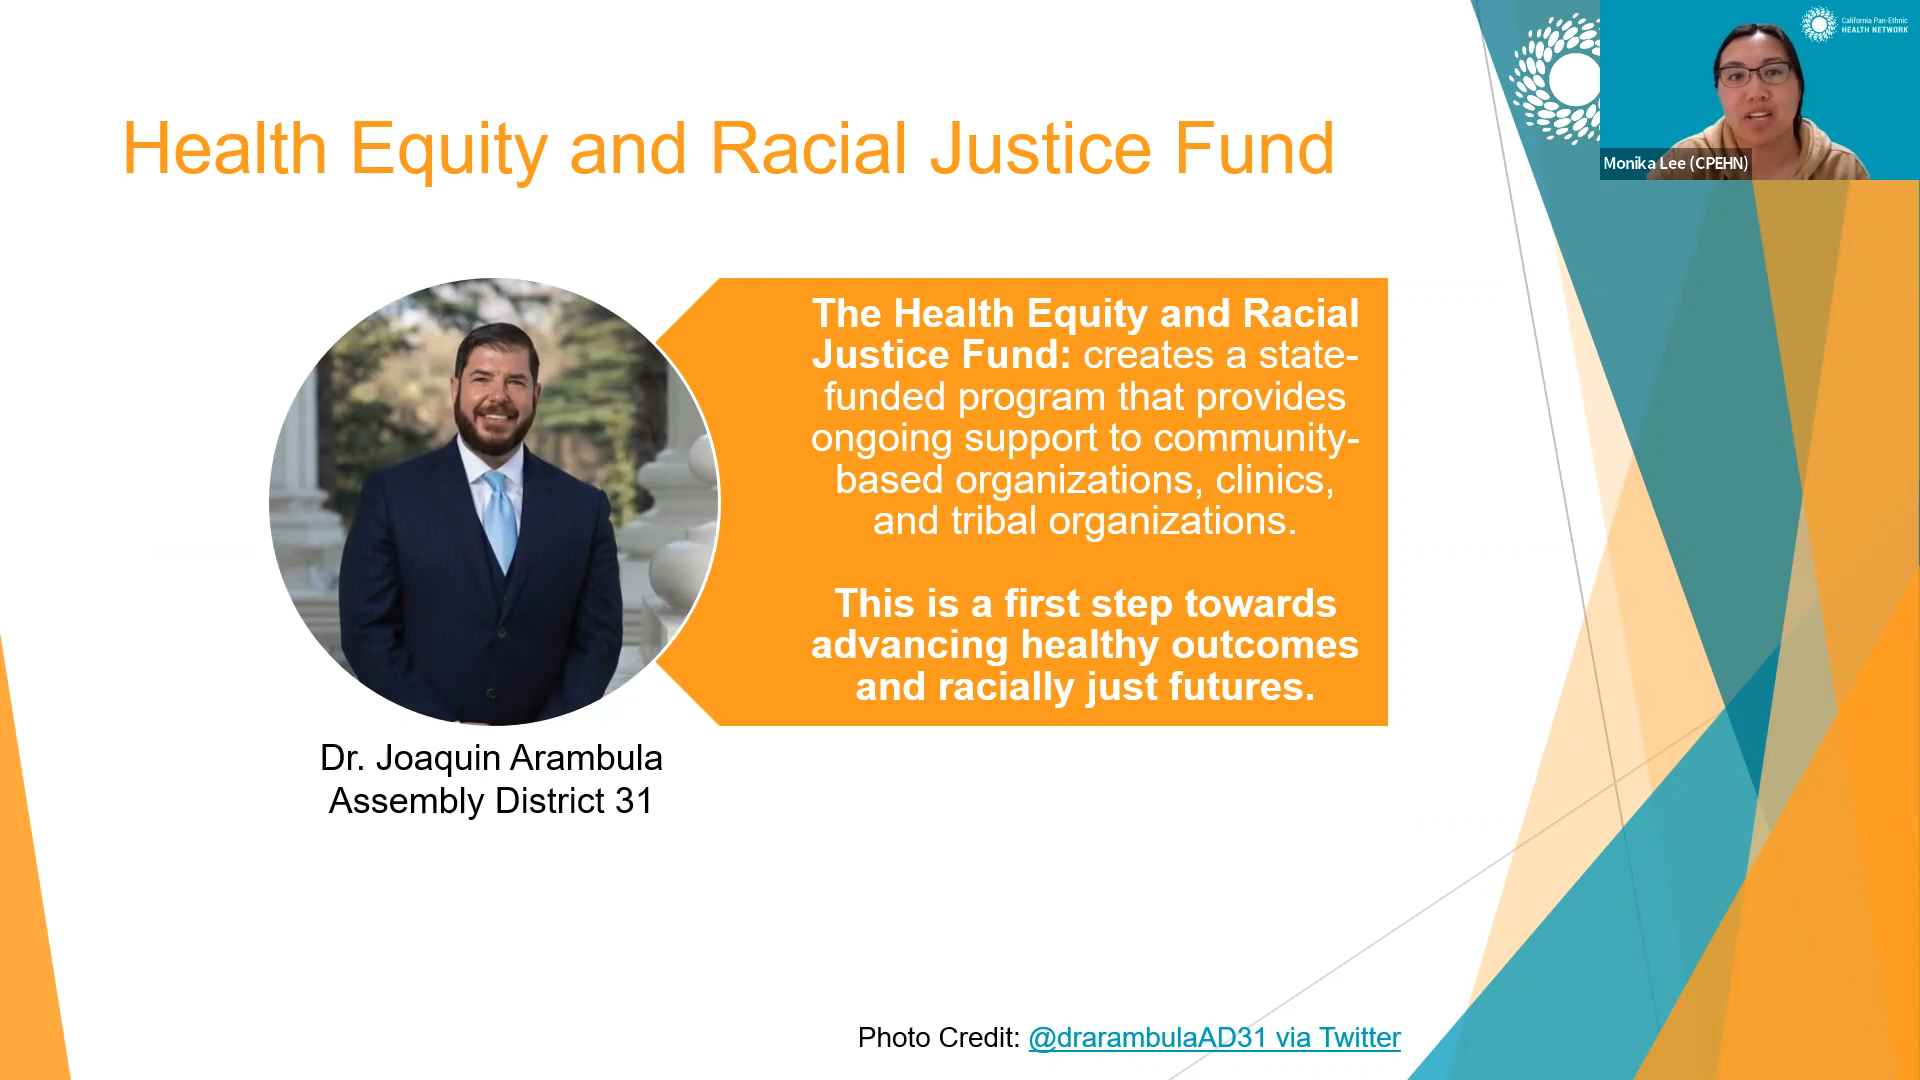 California Pan-Ethnic
HEALTH NETWORK
Monika Lee (CPEHN)
Health Equity and Racial Justice Fund
The Health Equity and Racial
Justice Fund: creates a state-
funded program that provides
ongoing support to community-
based organizations, clinics,
and tribal organizations.
This is a first step towards
advancing healthy outcomes
and racially just futures.
Dr. Joaquin Arambula
Assembly District 31
Photo Credit: @drarambulaAD31 via Twitter